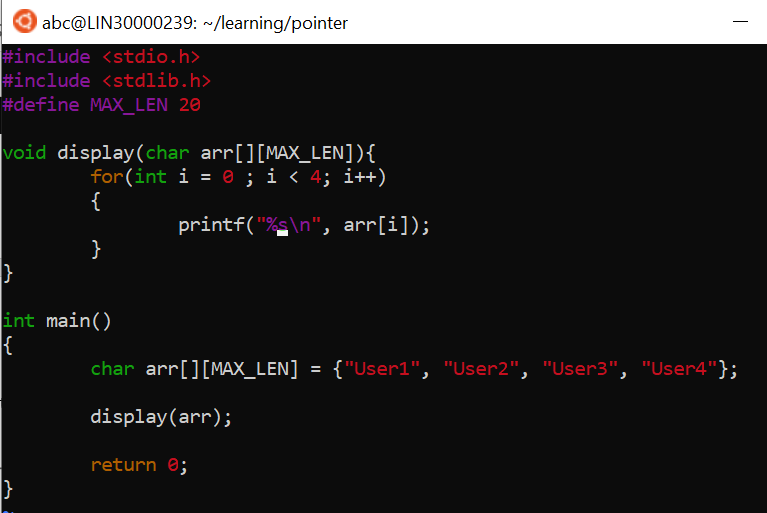 abc@LIN30000239: ~/learning/pointer
#include <stdio.h>
#include <stdlib.h>
#define MAX_LEN 20
void display(char arr[][MAX_LEN]){
for(int i = 0 ; i < 4; i++)
{
printf("%s\n", arr[i]);
}
}
int main()
{
char arr[][MAX_LEN] = {"User1", "User2", "User3", "User4"};
display(arr);
return 0;
}